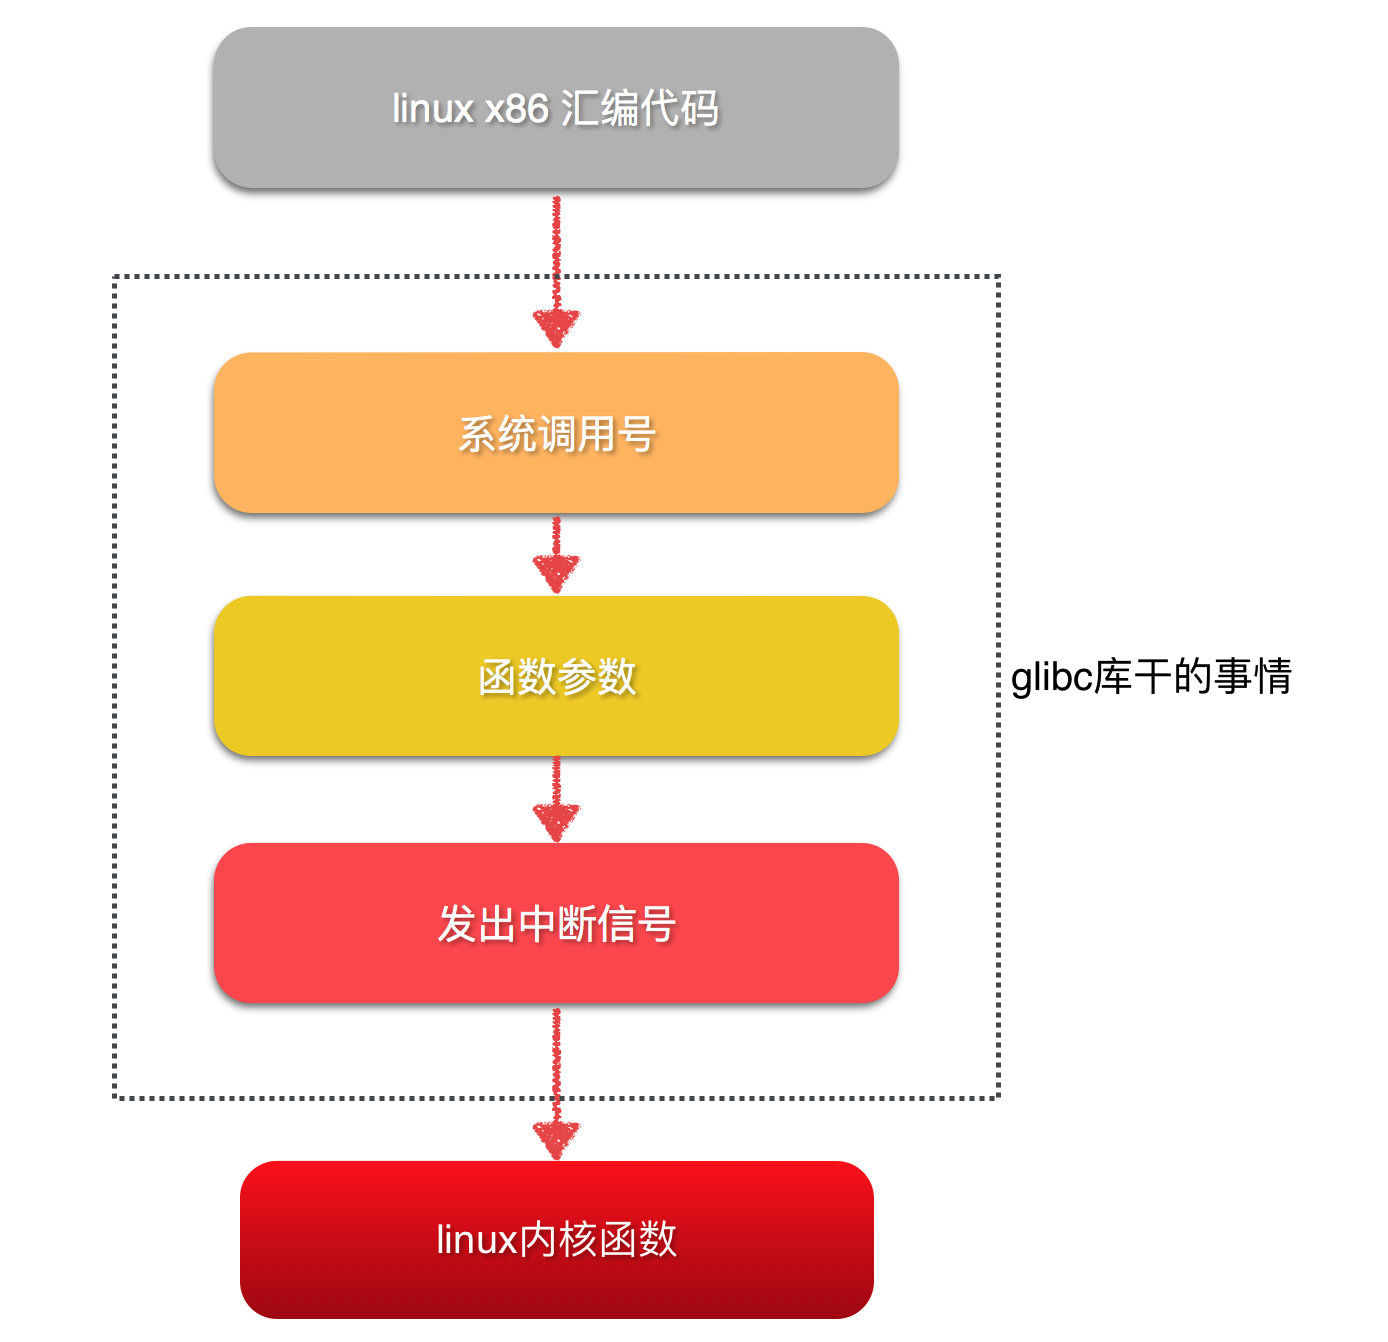 linux x86 汇编代码
系统调用号
函数参数
glibc库干的事情
发出中断信号
linux内核函数